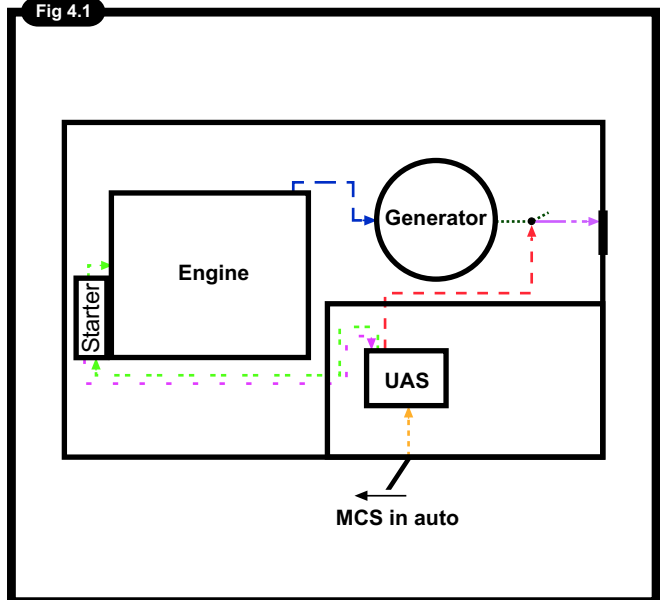 Fig 4.1
Generator
Engine
Starter
UAS
MCS in auto